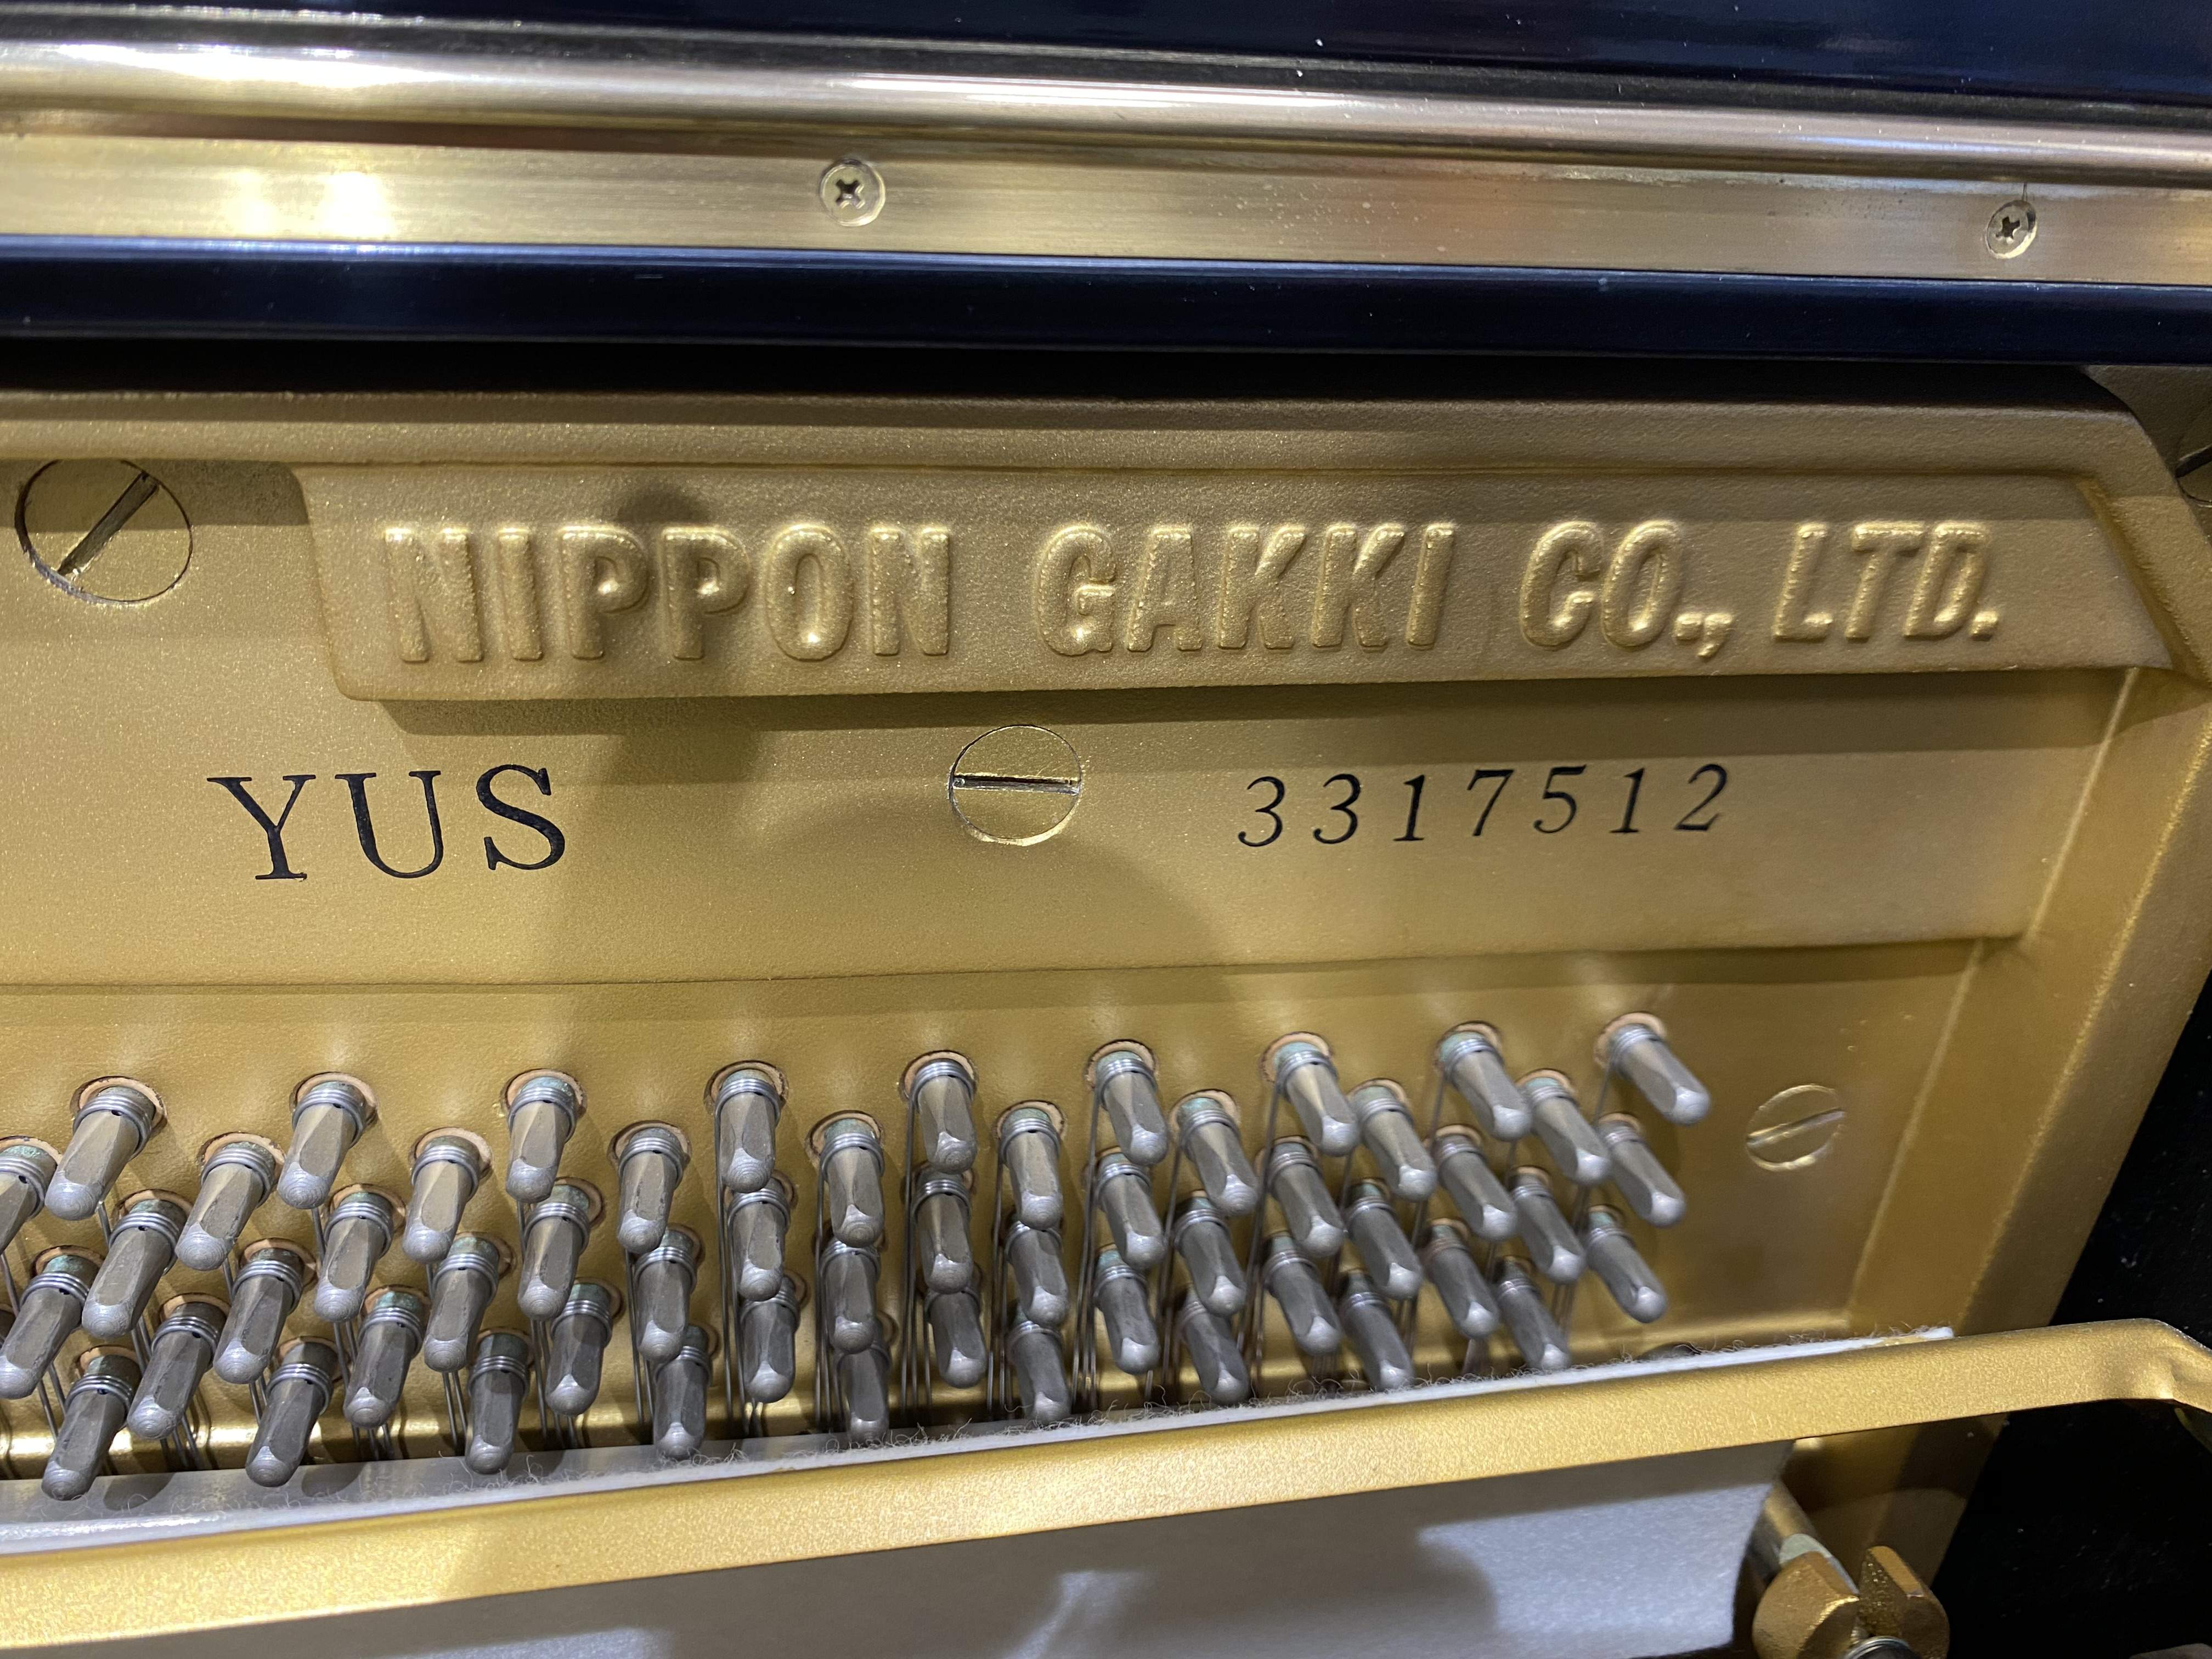 NIPPON GAKKI CO., LTD.
YUS 3317512